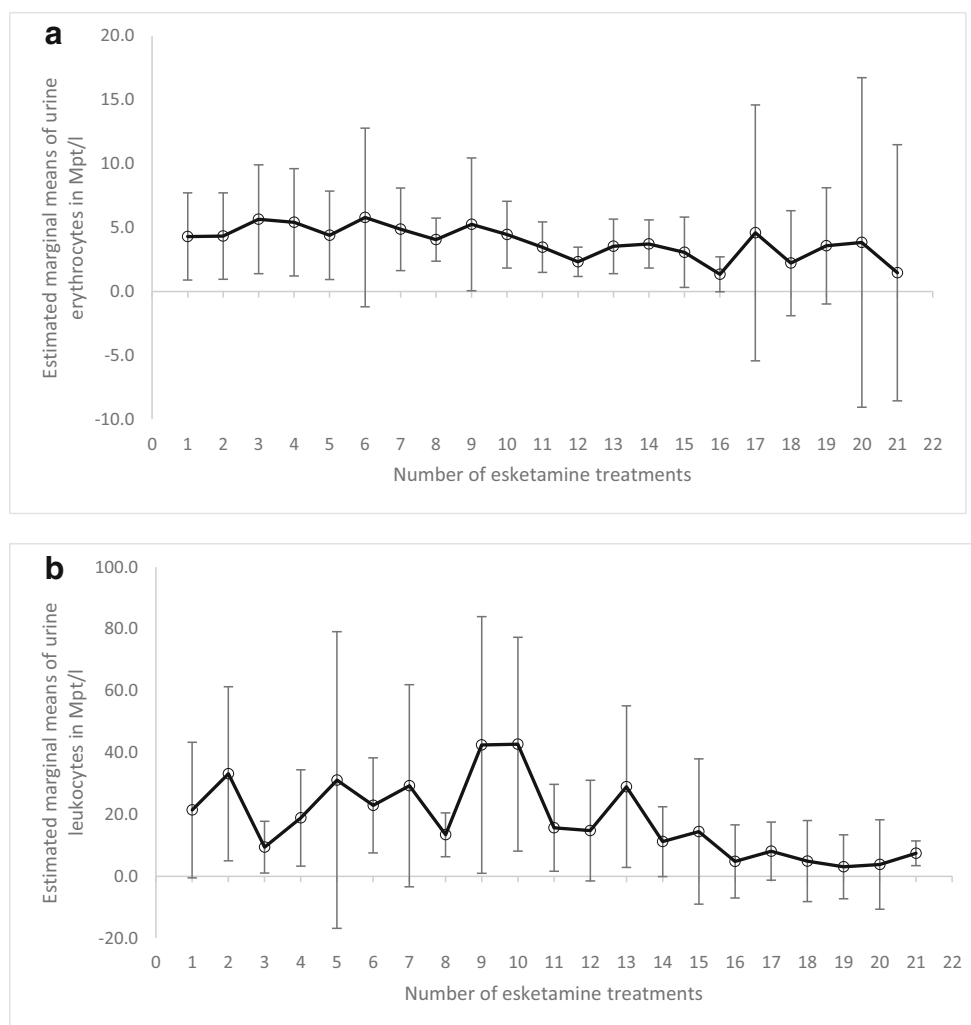 a
20.0
15.0
10.0
5.0
0.0
-5.0
-10.0
Estimated marginal means of urine
erythrocytes in Mpt/l
0 1 2 3 4 5 6 7 8 9 10 11 12 13 14 15 16 17 18 19 20 21 22
Number of esketamine treatments
b
100.0
80.0
60.0
40.0
20.0
0.0
-20.0
Estimated marginal means of urine
leukocytes in Mpt/l
0 1 2 3 4 5 6 7 8 9 10 11 12 13 14 15 16 17 18 19 20 21 22
Number of esketamine treatments